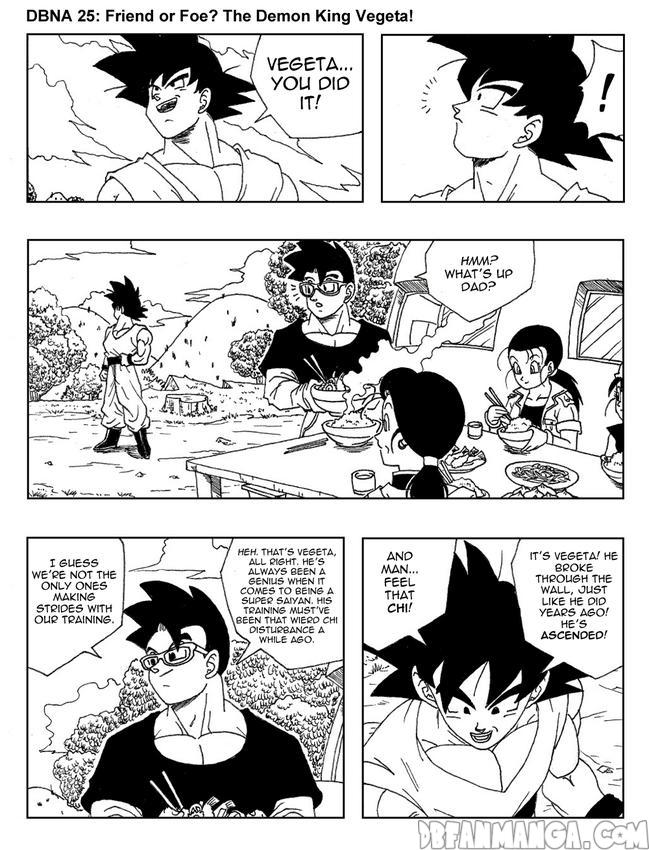 DBNA 25: Friend or Foe? The Demon King Vegeta!
!
VEGETA...
YOU DID
IT!
HMM?
WHAT'S UP
DAD?
IT'S VEGETA! HE
BROKE
THROUGH THE
WALL, JUST
LIKE HE DID
YEARS AGO!
HE'S
ASCENDED!
AND
MAN...
FEEL
THAT
CHI!
HEH. THAT'S VEGETA,
ALL RIGHT. HE'S
ALWAYS BEEN A
GENIUS WHEN IT
COMES TO BEING A
SUPER SAIYAN. HIS
TRAINING MUST'VE
BEEN THAT WIERD CHI
DISTURBANCE A
WHILE AGO.
I GUESS
WE'RE NOT THE
ONLY ONES
MAKING
STRIDES WITH
OUR TRAINING.
DBFANMANGA.COM